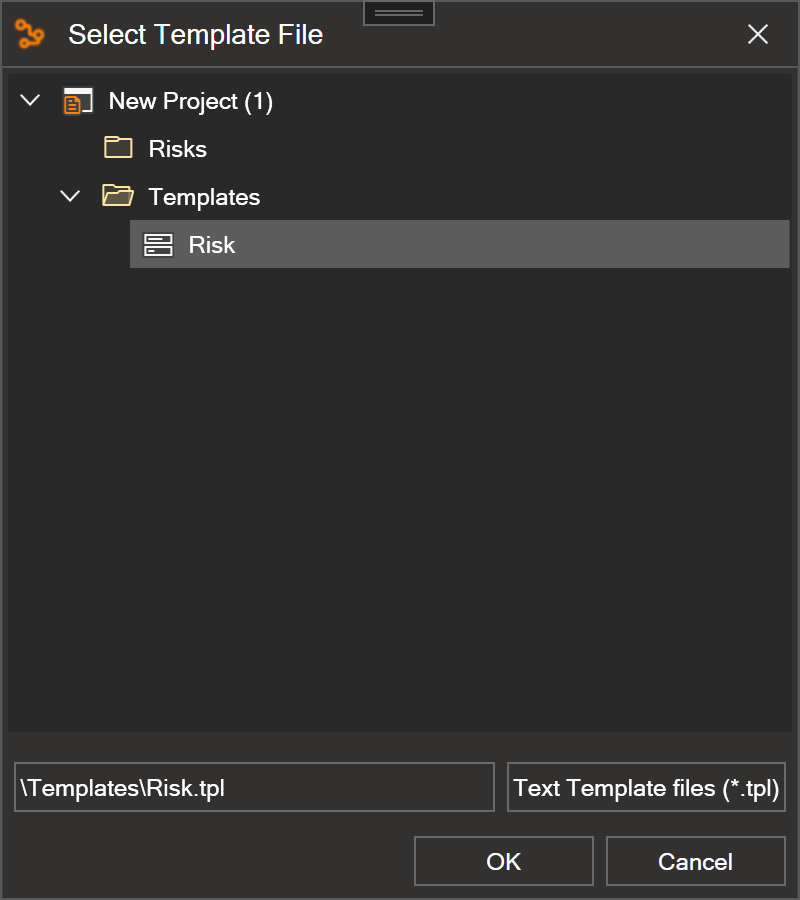 Select Template File
New Project (1)
Risks
Templates
Risk
\Templates\Risk.tpl
Text Template files (*.tpl)
OK
Cancel